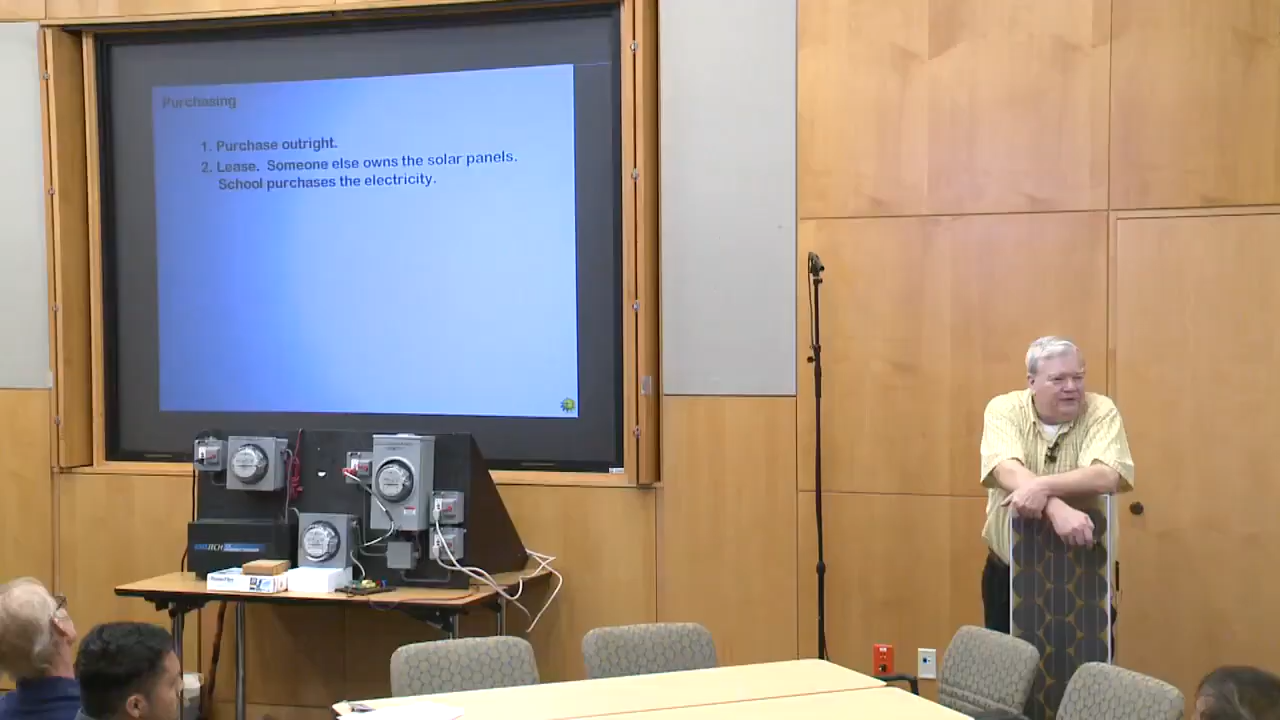 Purchasing
1. Purchase outright.
2. Lease. Someone else owns the solar panels.
School purchases the electricity.